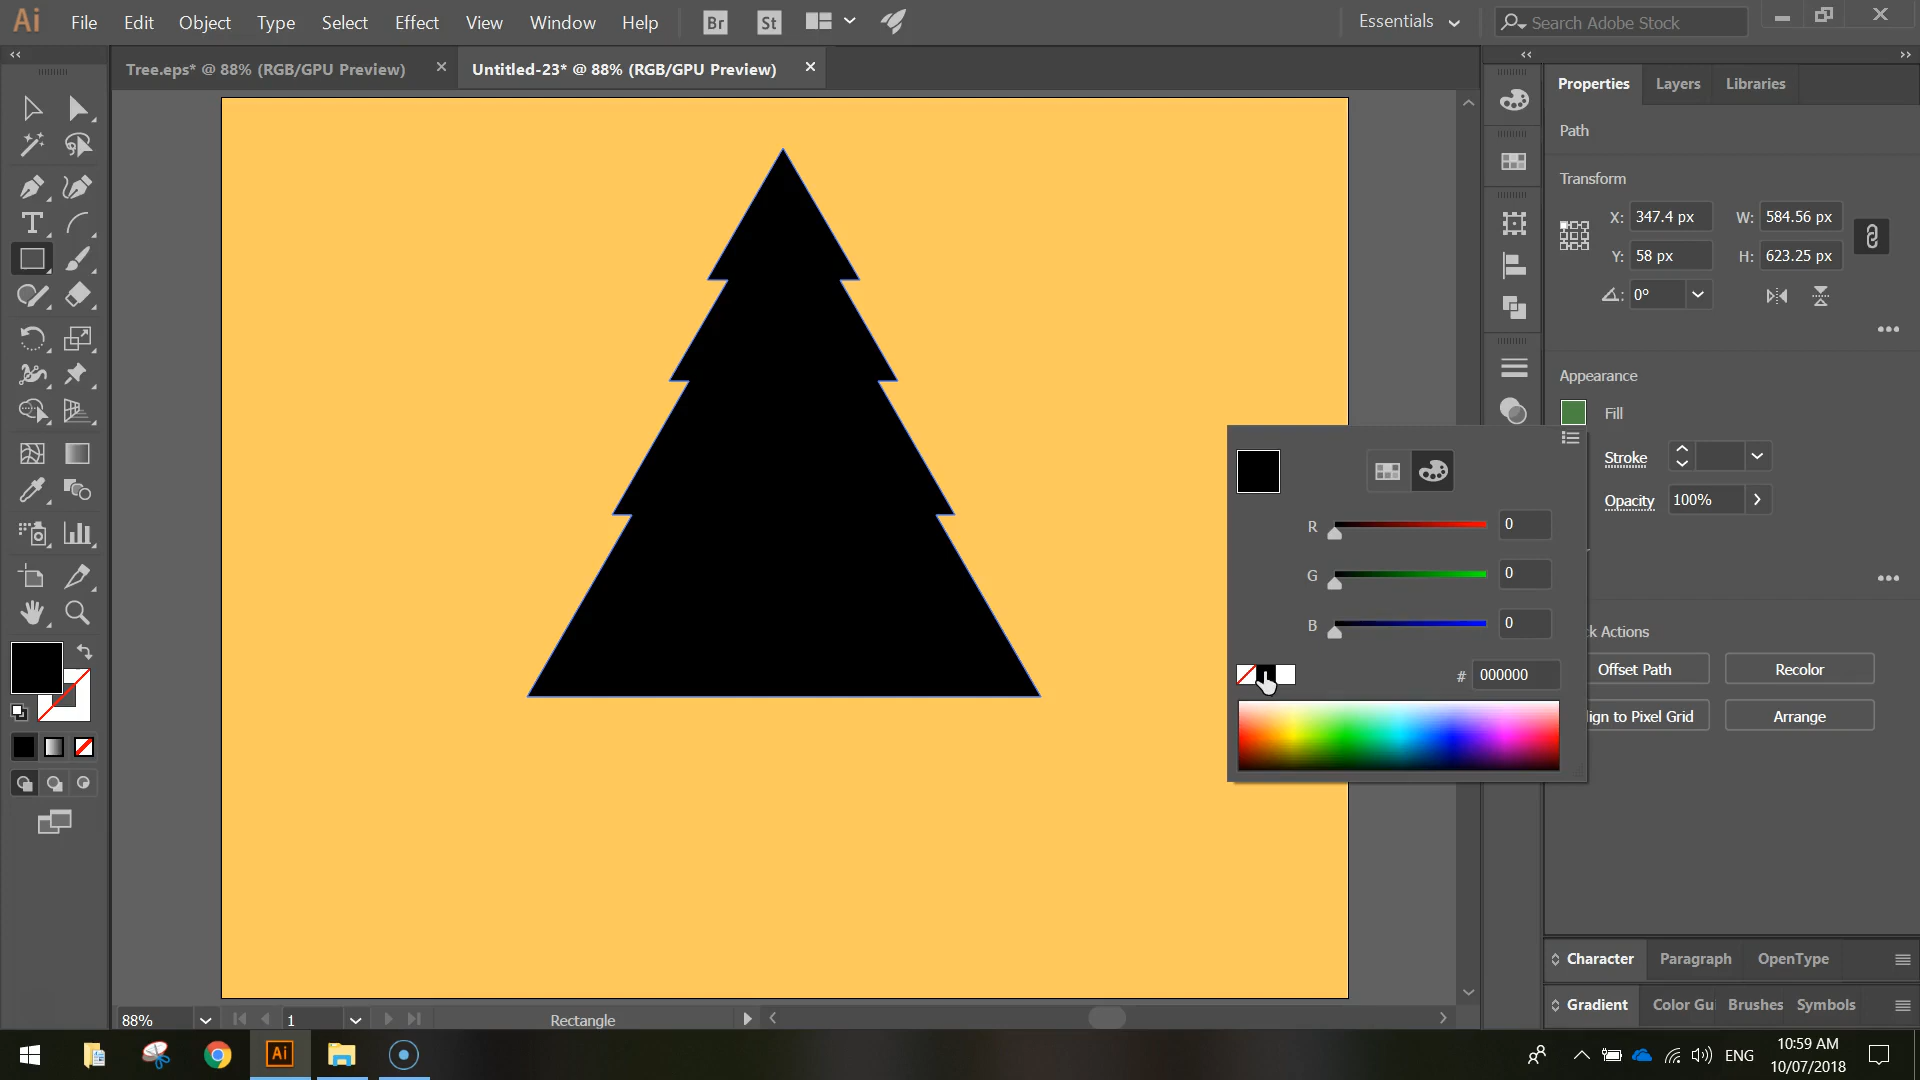 Ai File Edit Object Type Select Effect View Window Help Br St Essentials Search Adobe Stock
Tree.eps* @ 88% (RGB/GPU Preview) Untitled-23* @ 88% (RGB/GPU Preview)
Properties Layers Libraries
Path
Transform
X: 347.4 px W: 584.56 px
Y: 58 px H: 623.25 px
0°
Appearance
Fill
Stroke
Opacity 100%
R 0
G 0
B 0
# 000000
ck Actions
Offset Path Recolor
ign to Pixel Grid Arrange
Character Paragraph OpenType
Gradient Color Gui Brushes Symbols
88% 1 Rectangle
Ai ENG 10:59 AM
10/07/2018